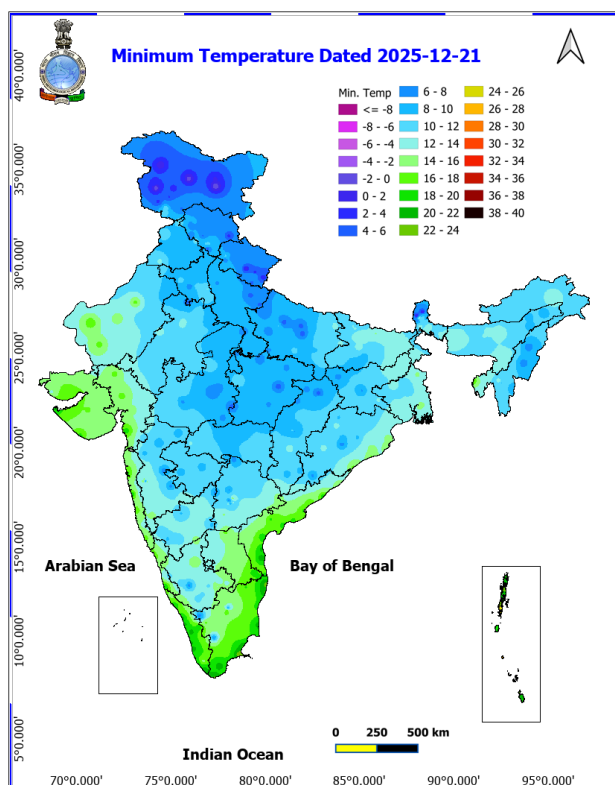 Minimum Temperature Dated 2025-12-21
Min. Temp
<= -8
-8 - -6
-6 - -4
-4 - -2
-2 - 0
0 - 2
2 - 4
4 - 6
6 - 8
8 - 10
10 - 12
12 - 14
14 - 16
16 - 18
18 - 20
20 - 22
22 - 24
24 - 26
26 - 28
28 - 30
30 - 32
32 - 34
34 - 36
36 - 38
38 - 40
40°0.000'
35°0.000'
30°0.000'
25°0.000'
20°0.000'
15°0.000'
10°0.000'
5°0.000'
Arabian Sea
Bay of Bengal
Indian Ocean
0 250 500 km
70°0.000' 75°0.000' 80°0.000' 85°0.000' 90°0.000' 95°0.000'